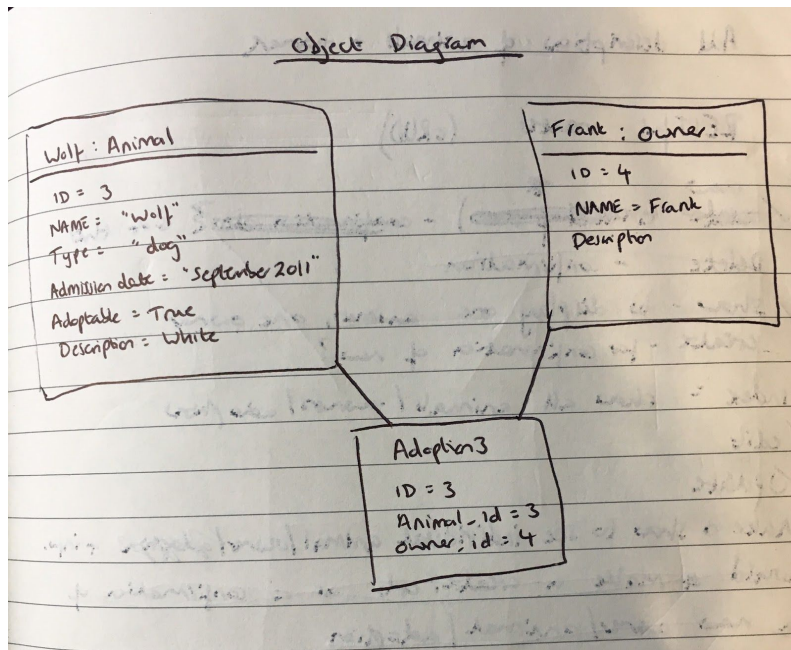 Object Diagram
Wolf : Animal
ID = 3
NAME = "Wolf"
Type = "dog"
Admission date = "September 2011"
Adoptable = True
Description = White
Frank : Owner :
ID = 4
NAME = Frank
Description
Adoption3
ID = 3
Animal_id = 3
owner_id = 4